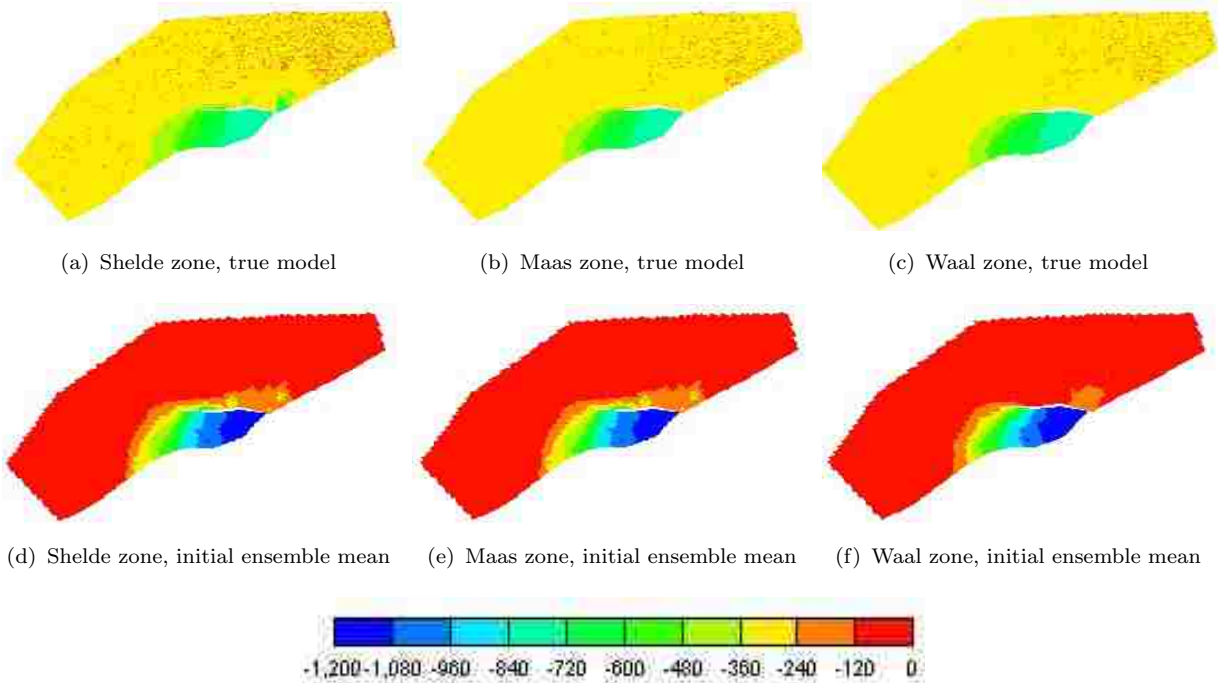 (a) Shelde zone, true model
(b) Maas zone, true model
(c) Waal zone, true model
(d) Shelde zone, initial ensemble mean
(e) Maas zone, initial ensemble mean
(f) Waal zone, initial ensemble mean
-1,200 -1,080 -960 -840 -720 -600 -480 -360 -240 -120 0